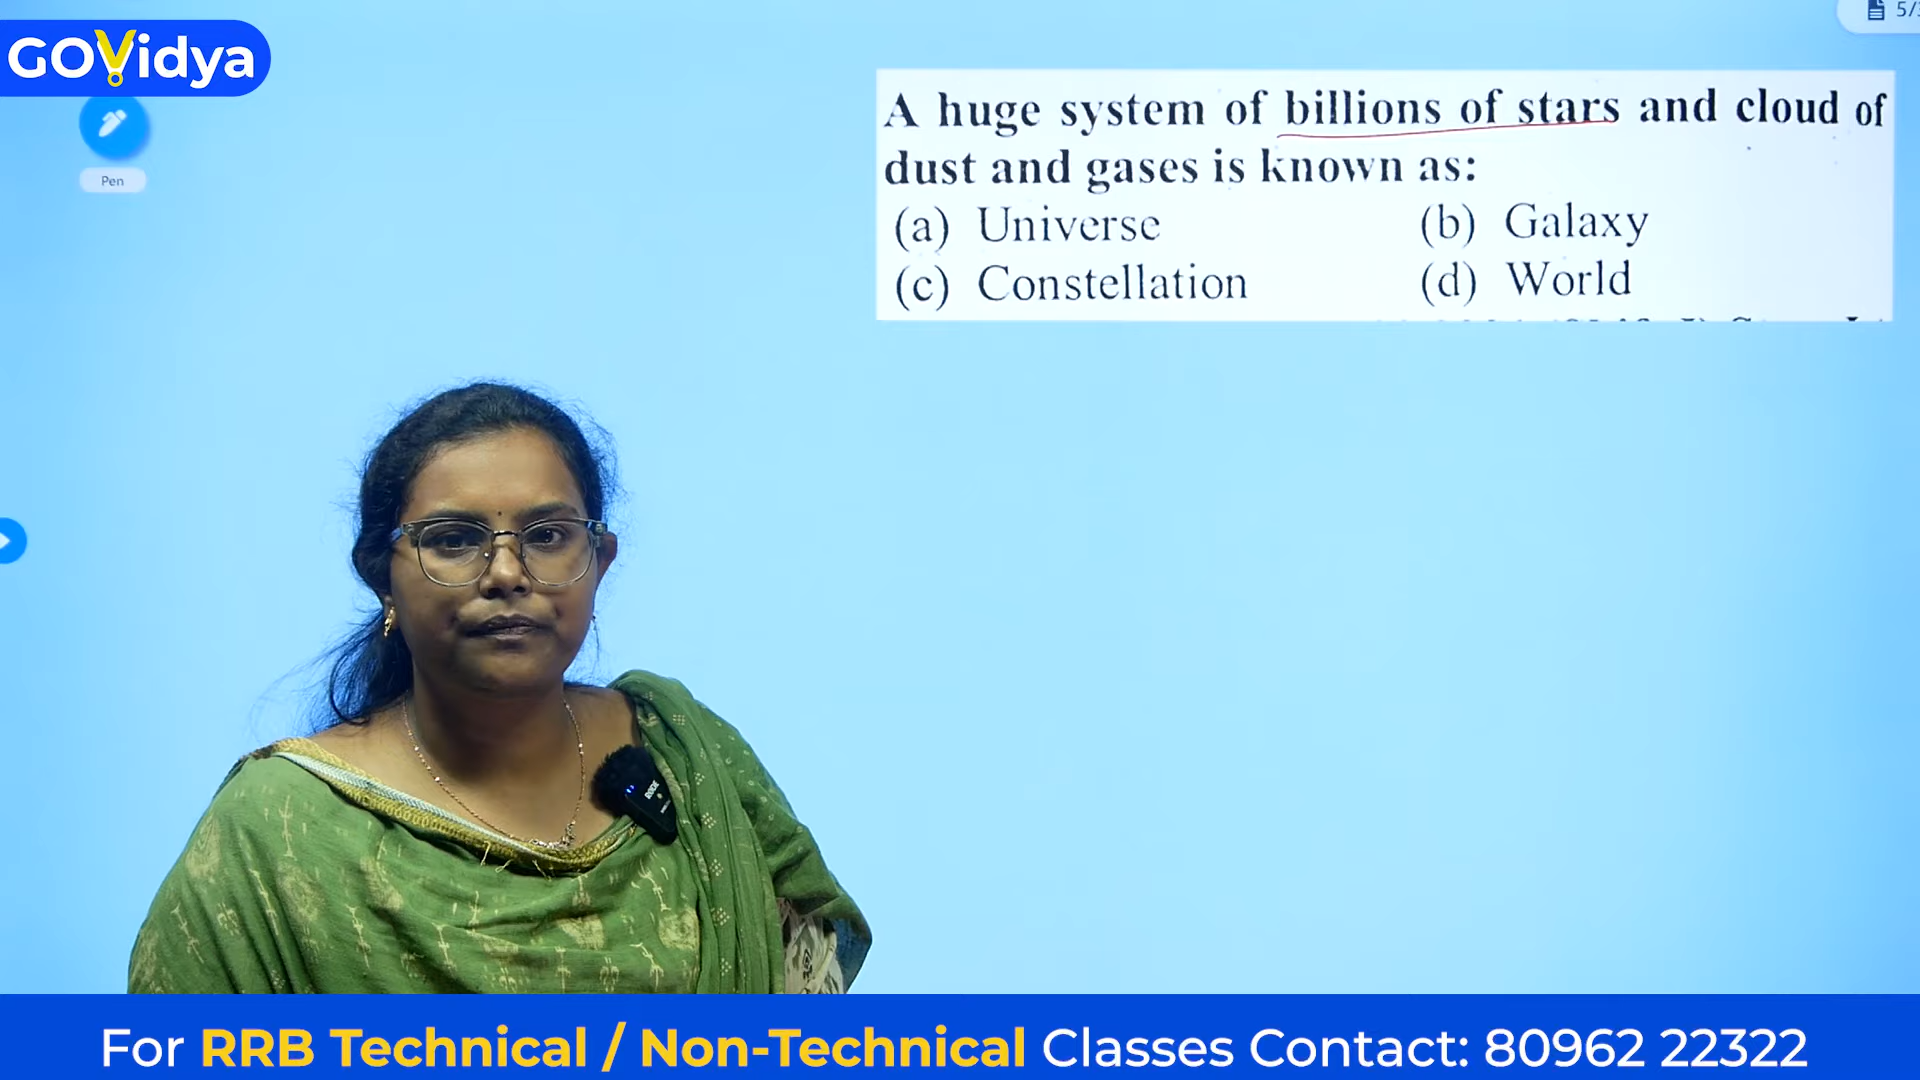 5/
GOVidya
Pen
A huge system of billions of stars and cloud of
dust and gases is known as:
(a) Universe (b) Galaxy
(c) Constellation (d) World
For RRB Technical / Non-Technical Classes Contact: 80962 22322